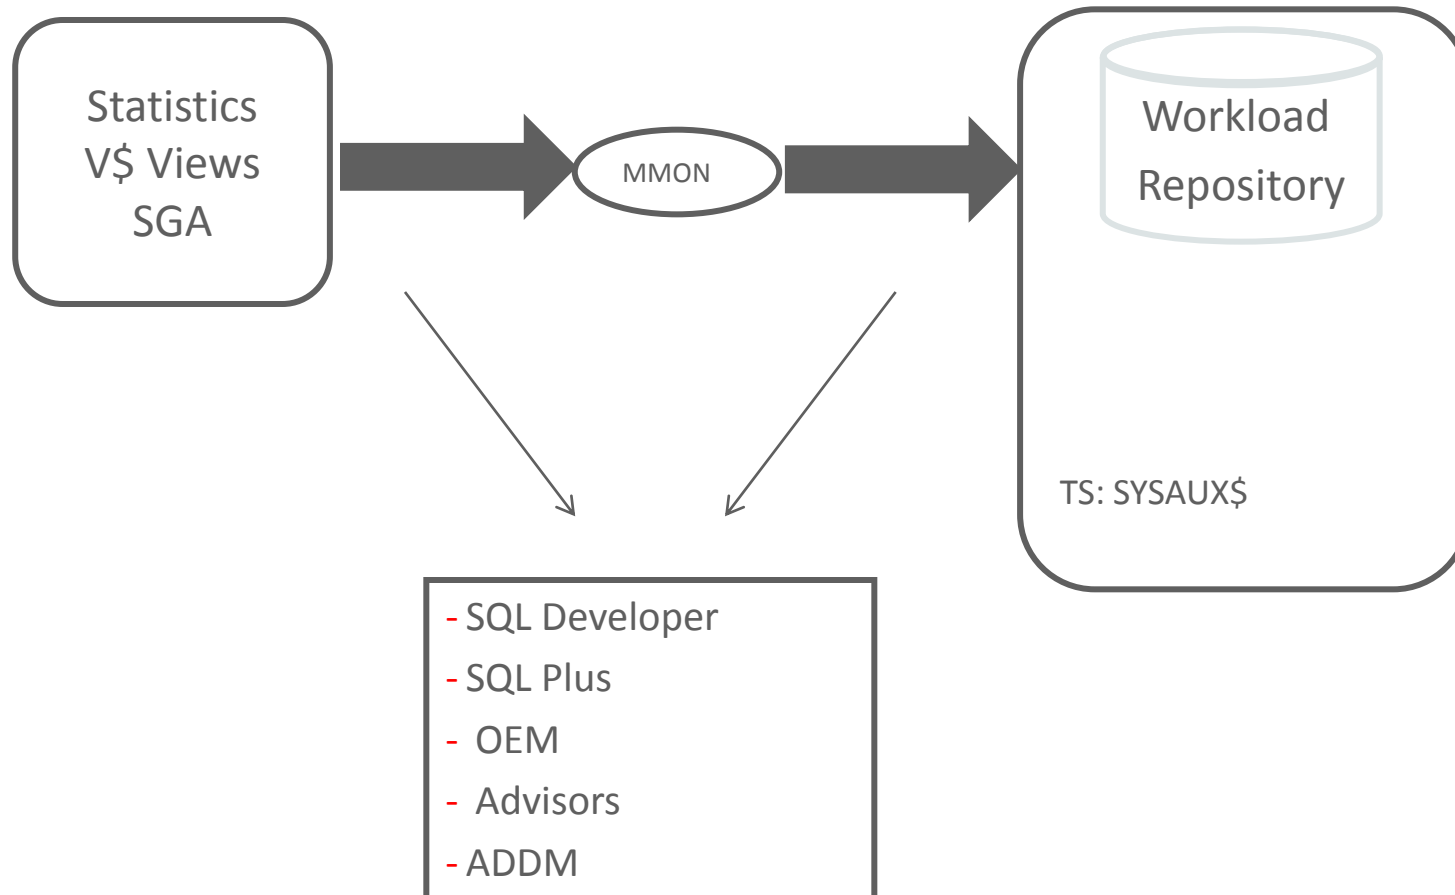 Statistics
V$ Views
SGA
MMON
Workload
Repository
TS: SYSAUX$
- SQL Developer
- SQL Plus
- OEM
- Advisors
- ADDM